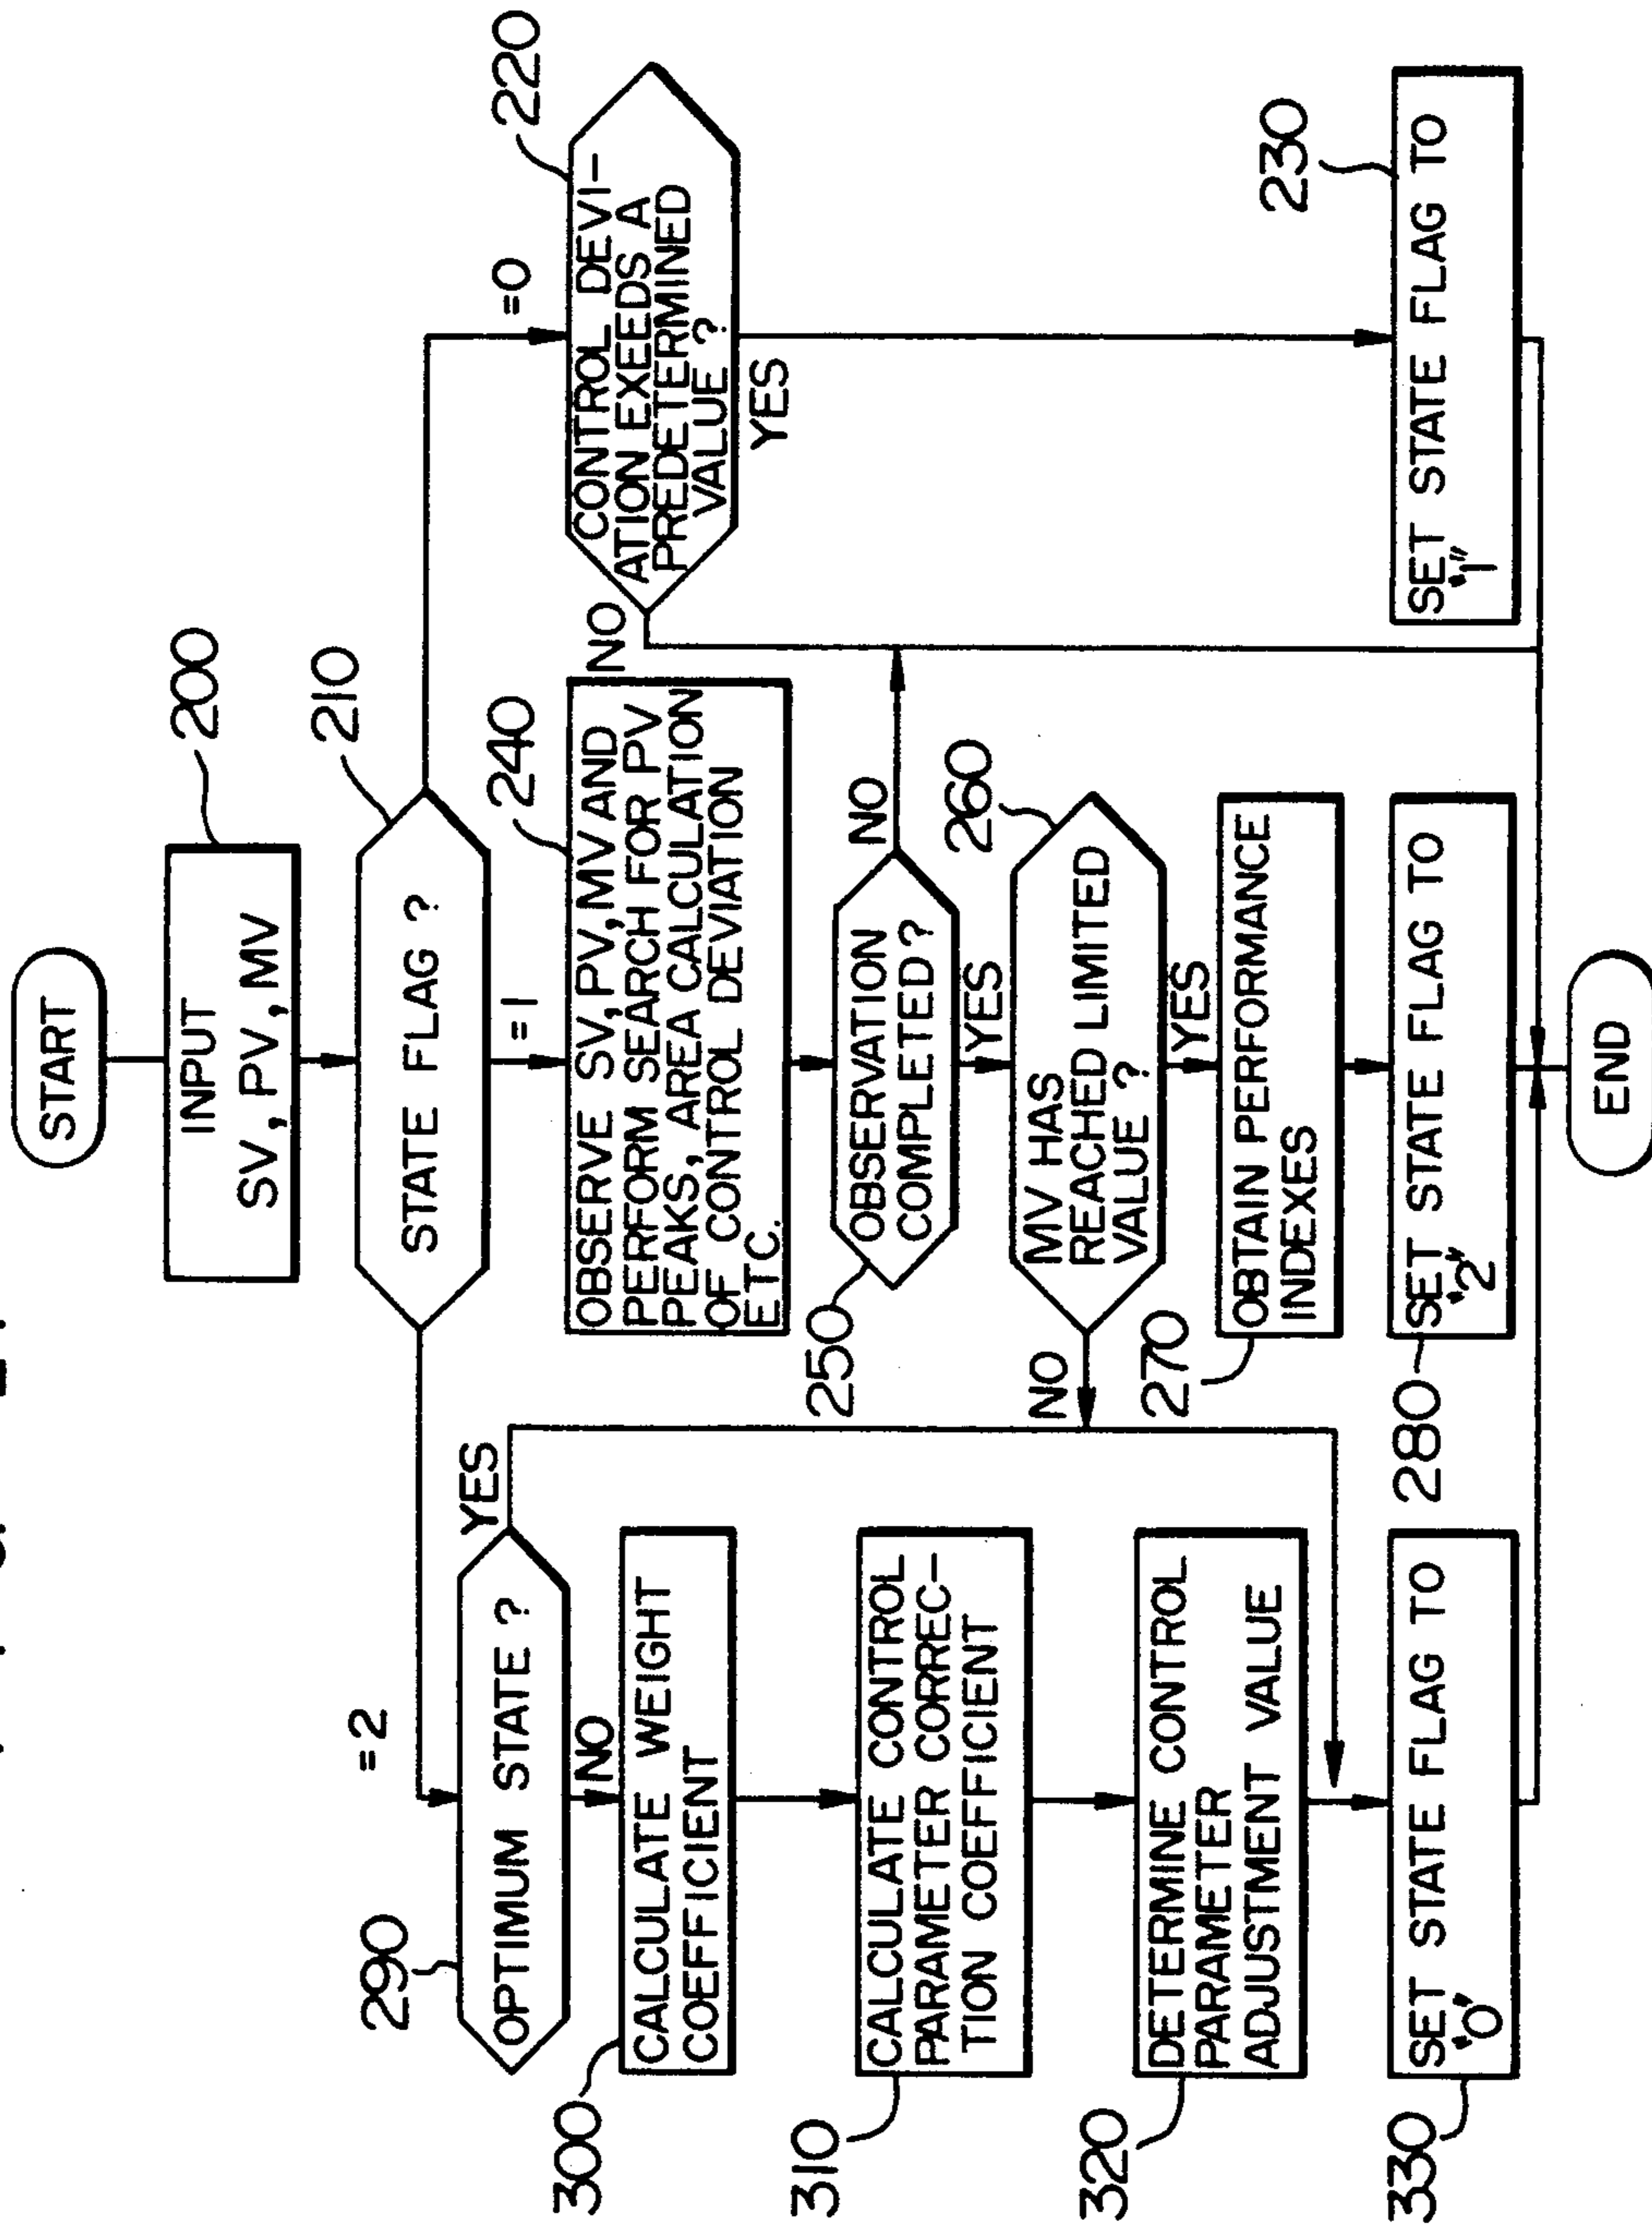 START
INPUT
SV, PV, MV
200
STATE FLAG ?
210
=2
=1
=0
290
OPTIMUM STATE ?
YES
NO
300
CALCULATE WEIGHT
COEFFICIENT
310
CALCULATE CONTROL
PARAMETER CORREC-
TION COEFFICIENT
320
DETERMINE CONTROL
PARAMETER
ADJUSTMENT VALUE
330
SET STATE FLAG TO
"0"
240
OBSERVE SV, PV, MV AND
PERFORM SEARCH FOR PV
PEAKS, AREA CALCULATION
OF CONTROL DEVIATION
ETC.
250
OBSERVATION
COMPLETED ?
NO
YES
260
MV HAS
REACHED LIMITED
VALUE ?
NO
YES
270
OBTAIN PERFORMANCE
INDEXES
280
SET STATE FLAG TO
"2"
220
CONTROL DEVI-
ATION EXEEDS A
PREDETERMINED
VALUE ?
NO
YES
230
SET STATE FLAG TO
"1"
END